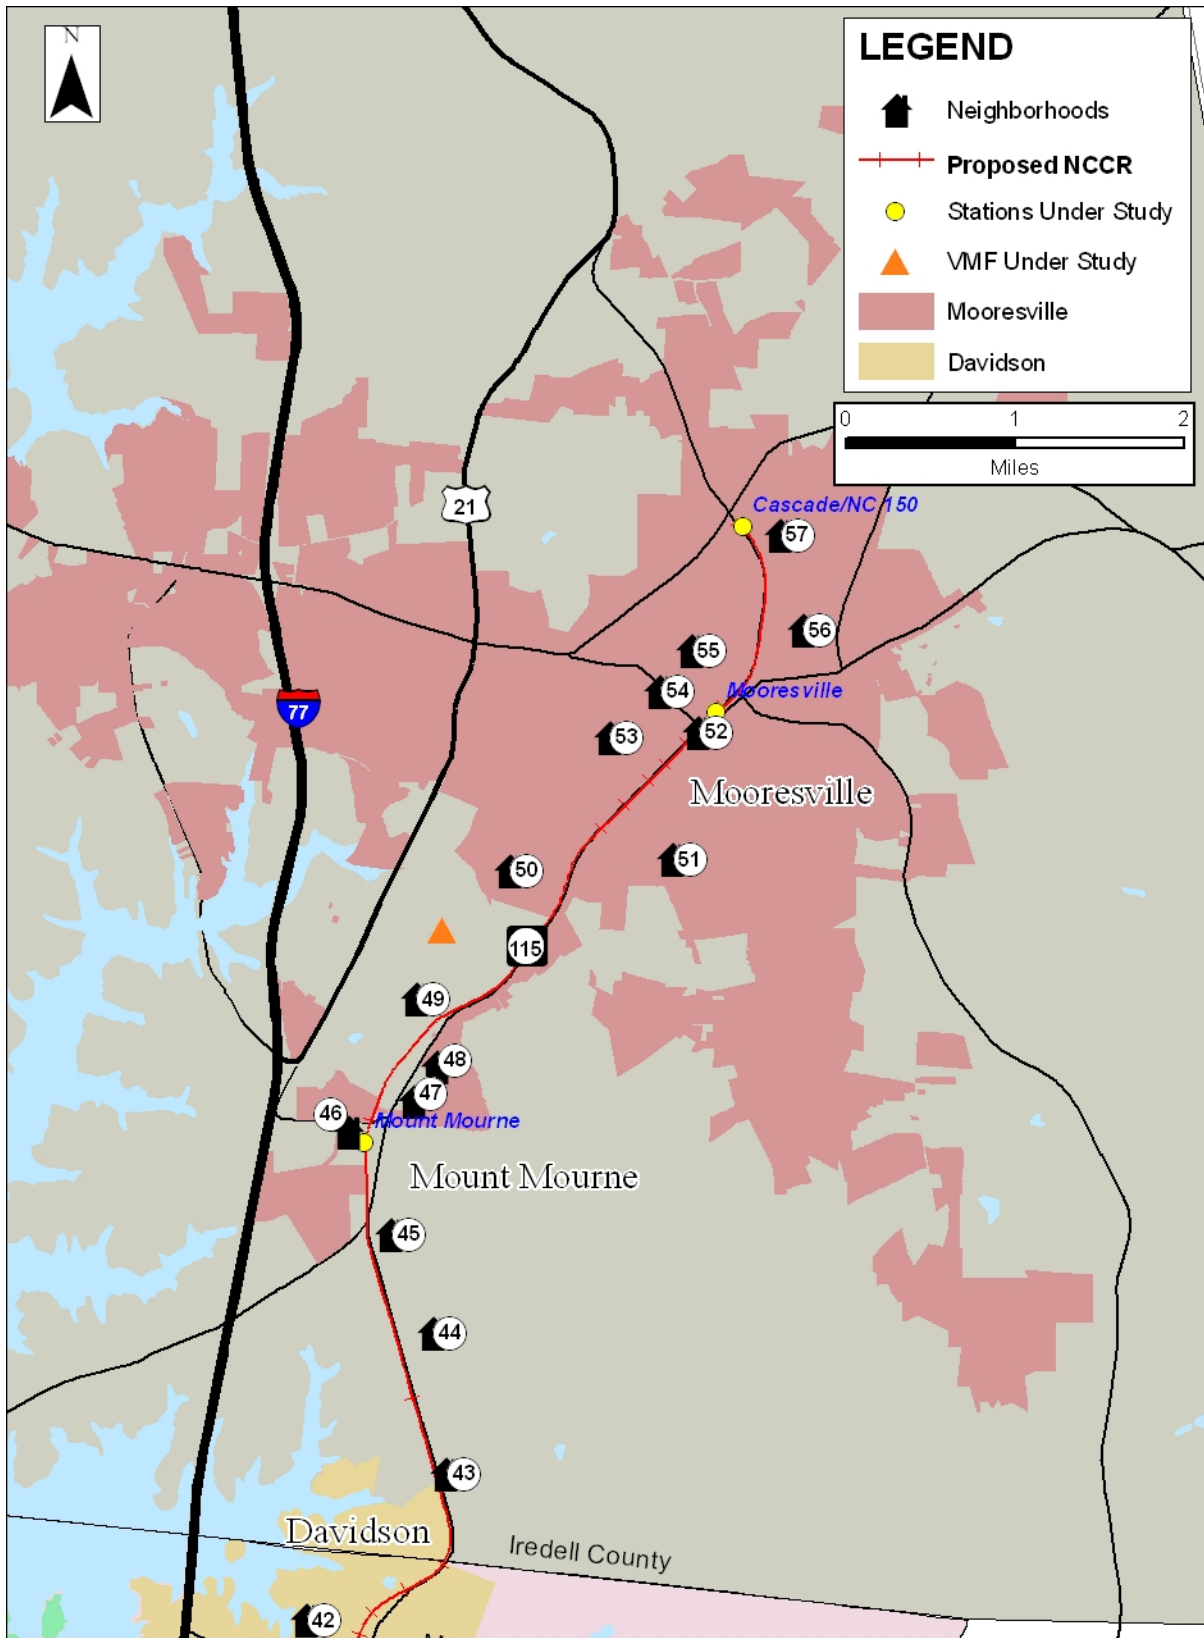 N
LEGEND
Neighborhoods
Proposed NCCR
Stations Under Study
VMF Under Study
Mooresville
Davidson
0 1 2
Miles
21
Cascade/NC 150
57
56
55
54
Mooresville
77
53
52
Mooresville
51
50
115
49
48
47
46
Mount Mourne
Mount Mourne
45
44
43
Davidson
Iredell County
42